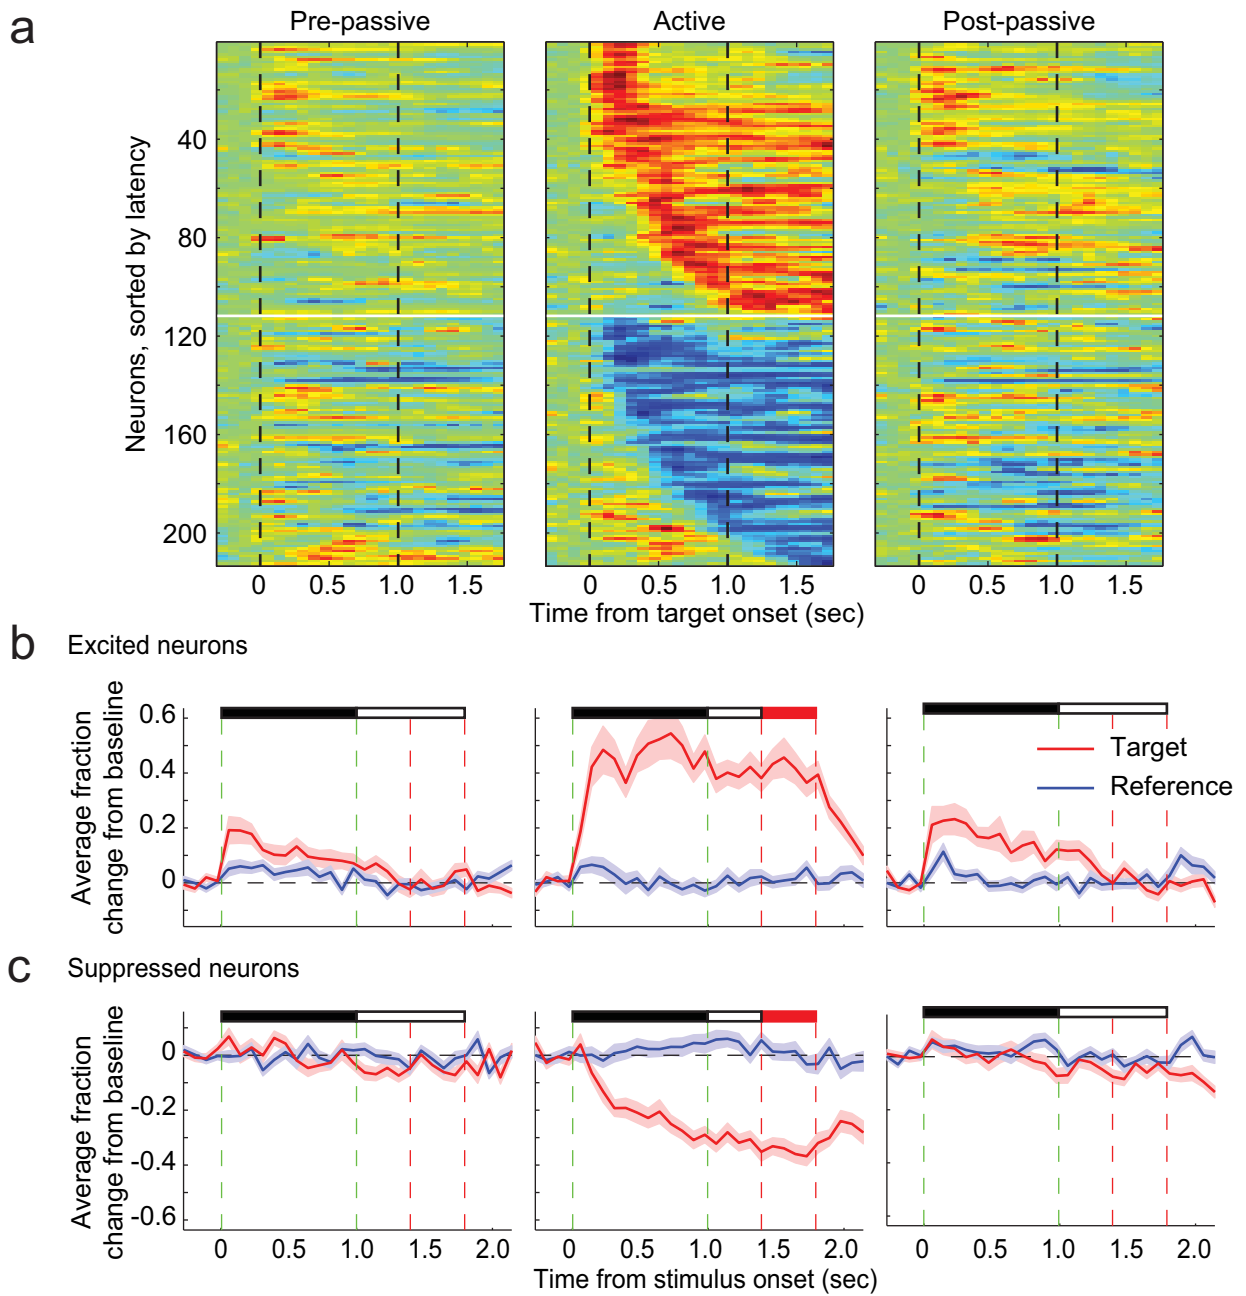 a
Pre-passive Active Post-passive
Neurons, sorted by latency
40
80
120
160
200
0 0.5 1.0 1.5 0 0.5 1.0 1.5 0 0.5 1.0 1.5
Time from target onset (sec)
b Excited neurons
Average fraction
change from baseline
0.6
0.4
0.2
0
Target
Reference
c Suppressed neurons
Average fraction
change from baseline
0
-0.2
-0.4
-0.6
0 0.5 1.0 1.5 2.0 0 0.5 1.0 1.5 2.0 0 0.5 1.0 1.5 2.0
Time from stimulus onset (sec)